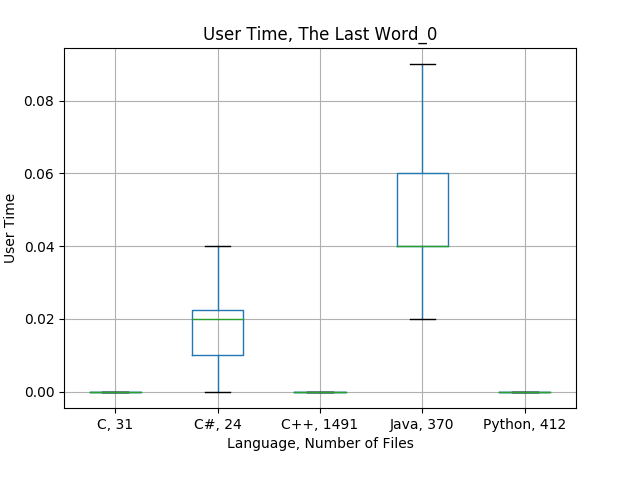 User Time, The Last Word_0
0.08
0.06
0.04
0.02
0.00
User Time
C, 31
C#, 24
C++, 1491
Java, 370
Python, 412
Language, Number of Files